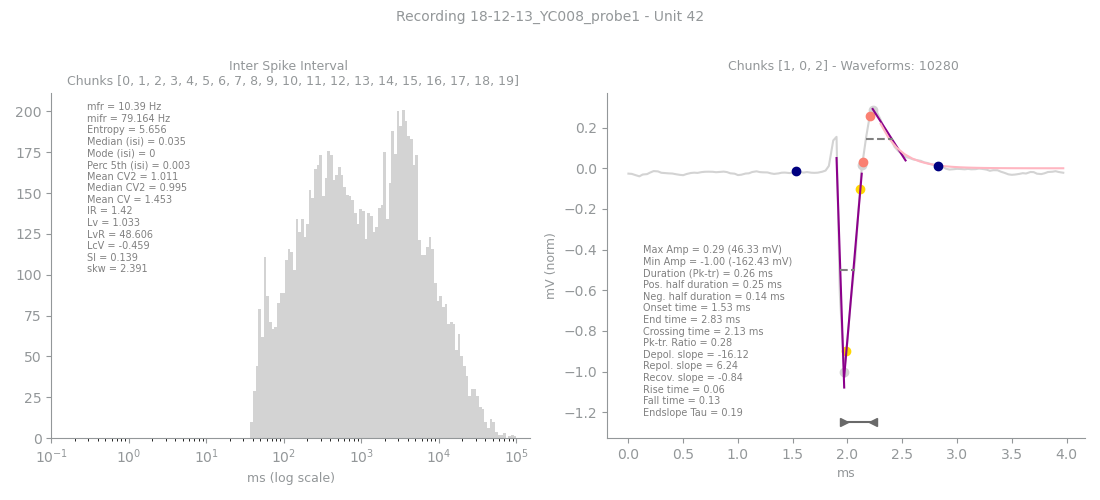 Recording 18-12-13_YC008_probe1 - Unit 42
Inter Spike Interval
Chunks [0, 1, 2, 3, 4, 5, 6, 7, 8, 9, 10, 11, 12, 13, 14, 15, 16, 17, 18, 19]
200
175
150
125
100
75
50
25
0
mfr = 10.39 Hz
mifr = 79.164 Hz
Entropy = 5.656
Median (isi) = 0.035
Mode (isi) = 0
Perc 5th (isi) = 0.003
Mean CV2 = 1.011
Median CV2 = 0.995
Mean CV = 1.453
IR = 1.42
Lv = 1.033
LvR = 48.606
LcV = -0.459
SI = 0.139
skw = 2.391
10⁻¹ 10⁰ 10¹ 10² 10³ 10⁴ 10⁵
ms (log scale)
Chunks [1, 0, 2] - Waveforms: 10280
mV (norm)
0.2
0.0
−0.2
−0.4
−0.6
−0.8
−1.0
−1.2
Max Amp = 0.29 (46.33 mV)
Min Amp = -1.00 (-162.43 mV)
Duration (Pk-tr) = 0.26 ms
Pos. half duration = 0.25 ms
Neg. half duration = 0.14 ms
Onset time = 1.53 ms
End time = 2.83 ms
Crossing time = 2.13 ms
Pk-tr. Ratio = 0.28
Depol. slope = -16.12
Repol. slope = 6.24
Recov. slope = -0.84
Rise time = 0.06
Fall time = 0.13
Endslope Tau = 0.19
0.0 0.5 1.0 1.5 2.0 2.5 3.0 3.5 4.0
ms